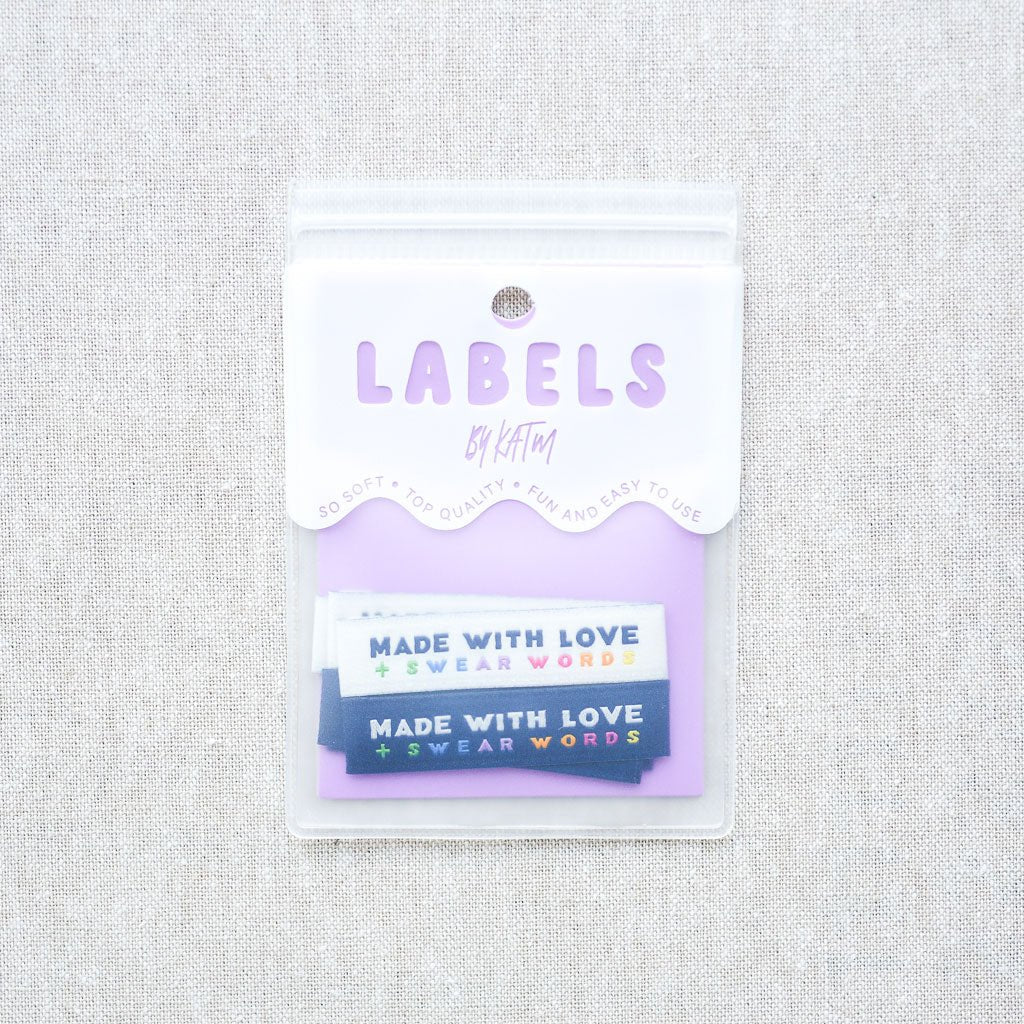 LABELS
BY KATM
SO SOFT • TOP QUALITY • FUN AND EASY TO USE
MADE WITH LOVE
+ SWEAR WORDS
MADE WITH LOVE
+ SWEAR WORDS